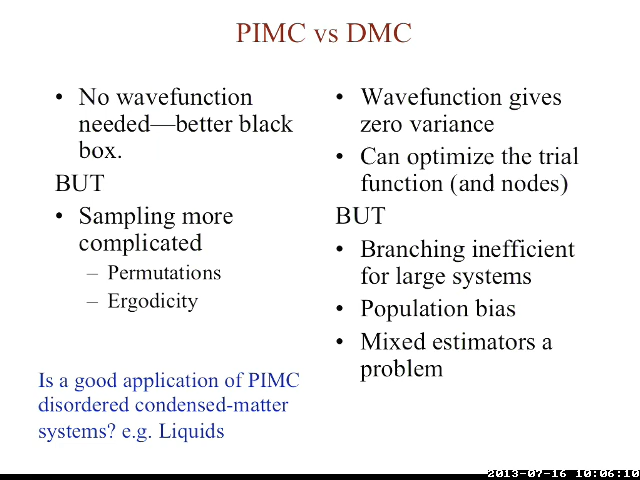 PIMC vs DMC
• No wavefunction
needed—better black
box.
BUT
• Sampling more
complicated
– Permutations
– Ergodicity
Is a good application of PIMC
disordered condensed-matter
systems? e.g. Liquids
• Wavefunction gives
zero variance
• Can optimize the trial
function (and nodes)
BUT
• Branching inefficient
for large systems
• Population bias
• Mixed estimators a
problem
2013-07-16 10:06:10